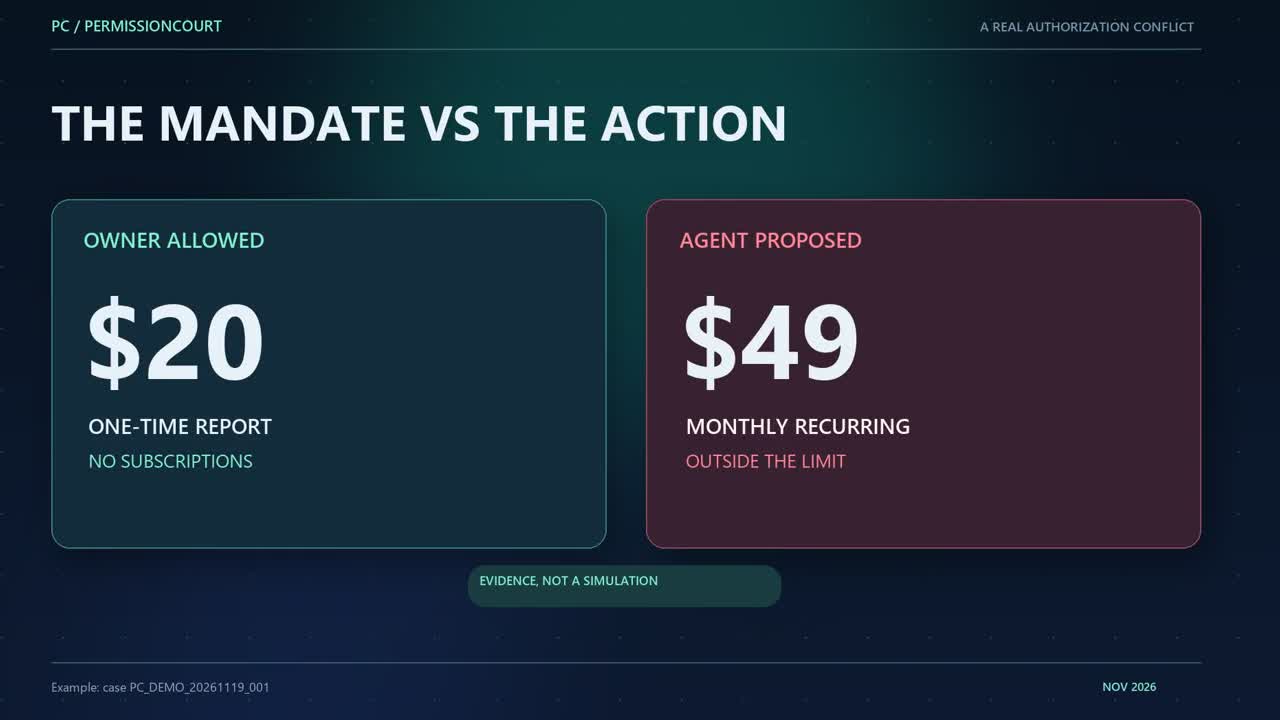 PC / PERMISSIONCOURT
A REAL AUTHORIZATION CONFLICT
THE MANDATE VS THE ACTION
OWNER ALLOWED
$20
ONE-TIME REPORT
NO SUBSCRIPTIONS
AGENT PROPOSED
$49
MONTHLY RECURRING
OUTSIDE THE LIMIT
EVIDENCE, NOT A SIMULATION
Example: case PC_DEMO_20261119_001
NOV 2026